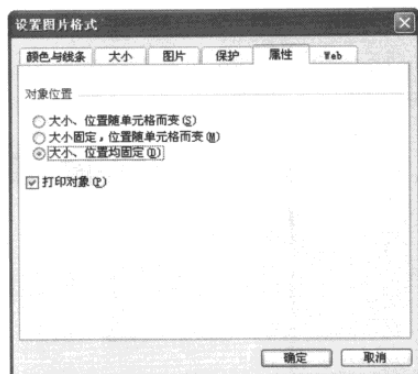 设置图片格式
颜色与线条 大小 图片 保护 属性 Web
对象位置
大小、位置随单元格而变(S)
大小固定，位置随单元格而变(M)
大小、位置均固定(D)
打印对象(P)
确定 取消